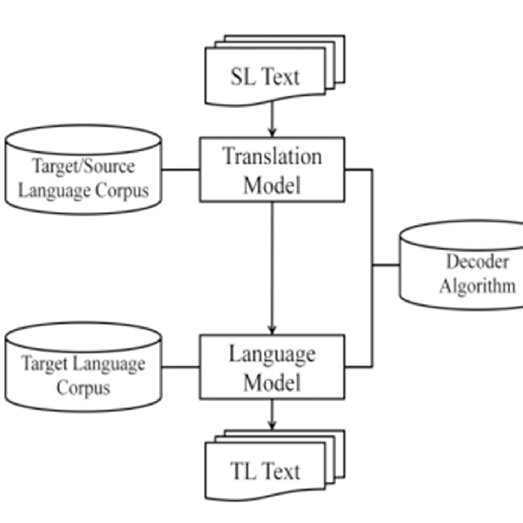 SL Text
Target/Source
Language Corpus
Translation
Model
Decoder
Algorithm
Target Language
Corpus
Language
Model
TL Text